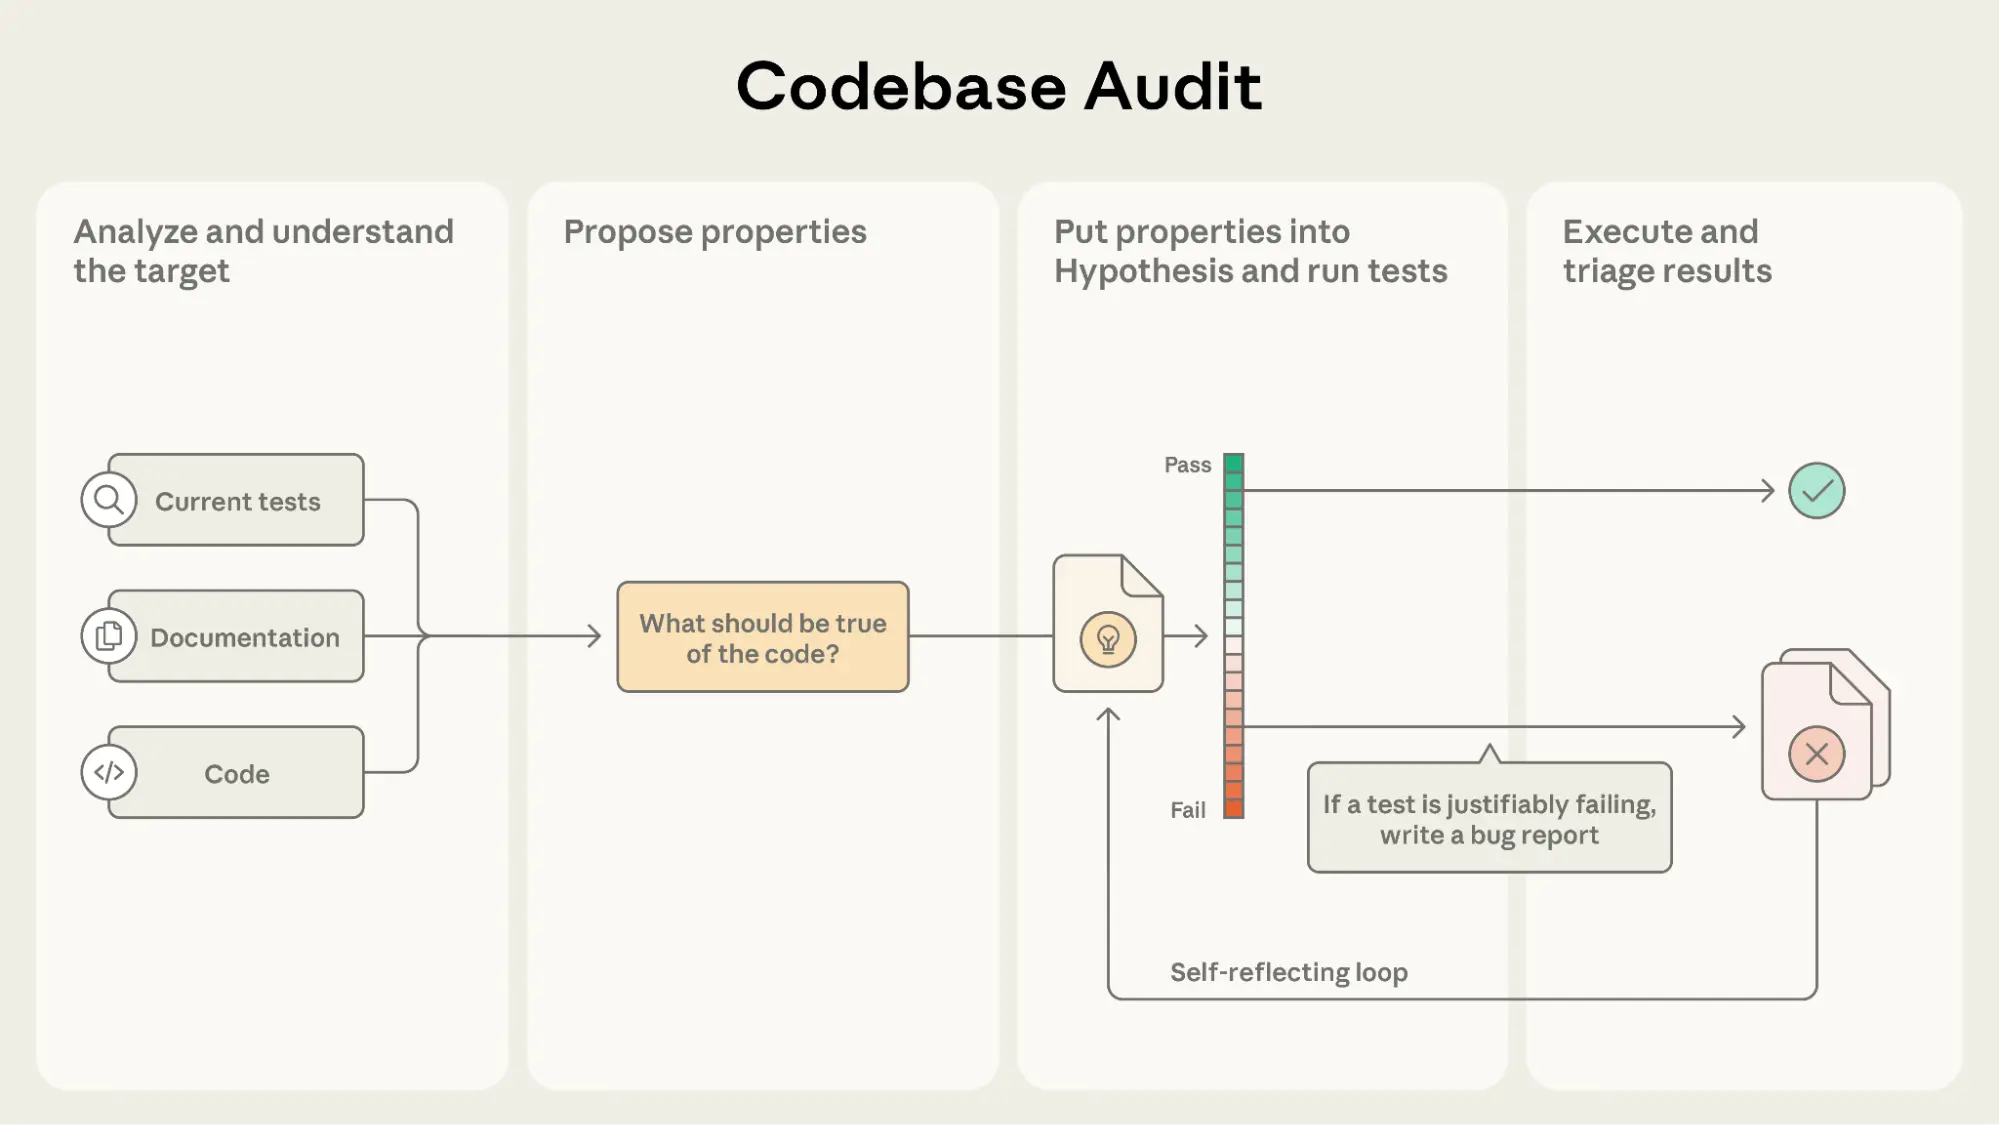 Codebase Audit
Analyze and understand
the target
Current tests
Documentation
Code
Propose properties
What should be true
of the code?
Put properties into
Hypothesis and run tests
Pass
Fail
If a test is justifiably failing,
write a bug report
Self-reflecting loop
Execute and
triage results